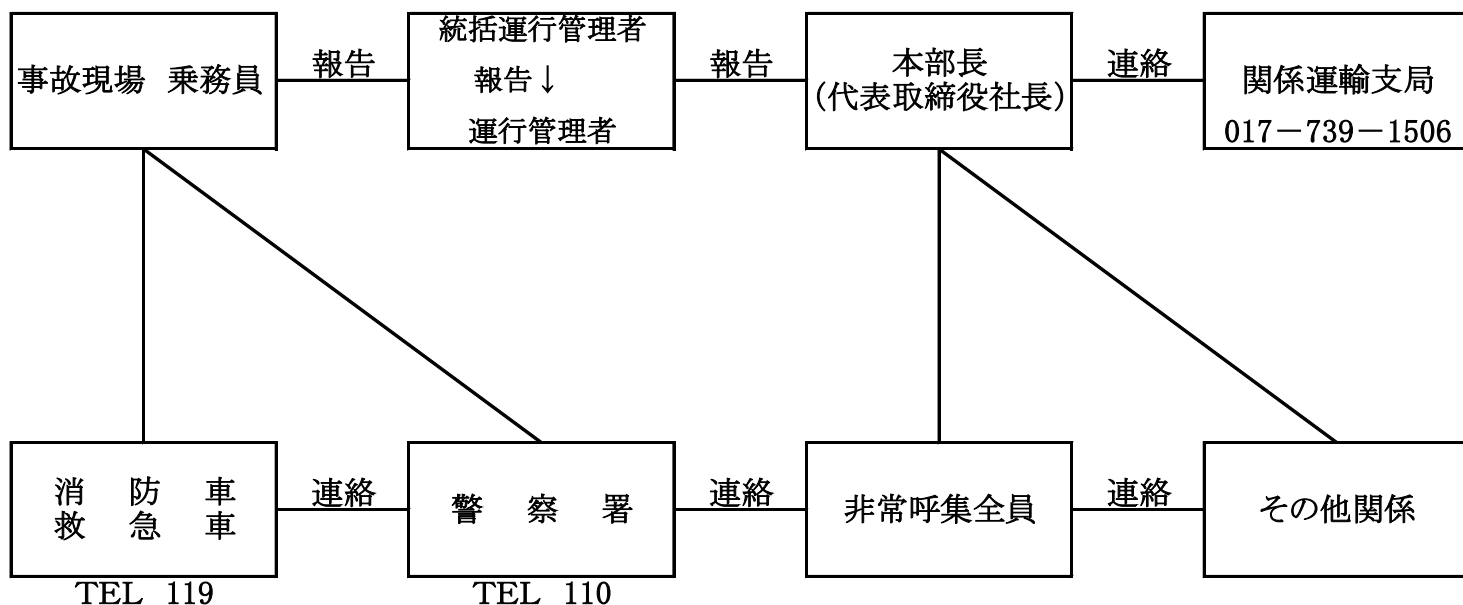 事故現場 乗務員
報告
統括運行管理者
報告↓
運行管理者
報告
本部長
(代表取締役社長)
連絡
関係運輸支局
017－739－1506
消防車
救急車
TEL 119
連絡
警察署
TEL 110
連絡
非常呼集全員
連絡
その他関係